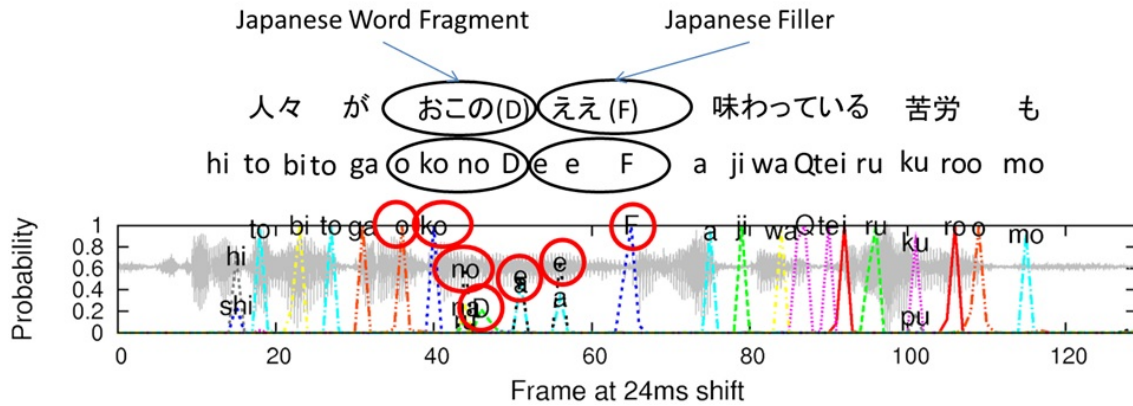 Japanese Word Fragment Japanese Filler
人々 が おこの(D) ええ (F) 味わっている 苦労 も
hi to bi to ga o ko no D e e F a ji wa Q tei ru ku roo mo
to bi to ga o ko F a ji wa Q tei ru ku ro o mo
hi no e e
shi na D a a pu
Probability
1
0.8
0.6
0.4
0.2
0
0 20 40 60 80 100 120
Frame at 24ms shift